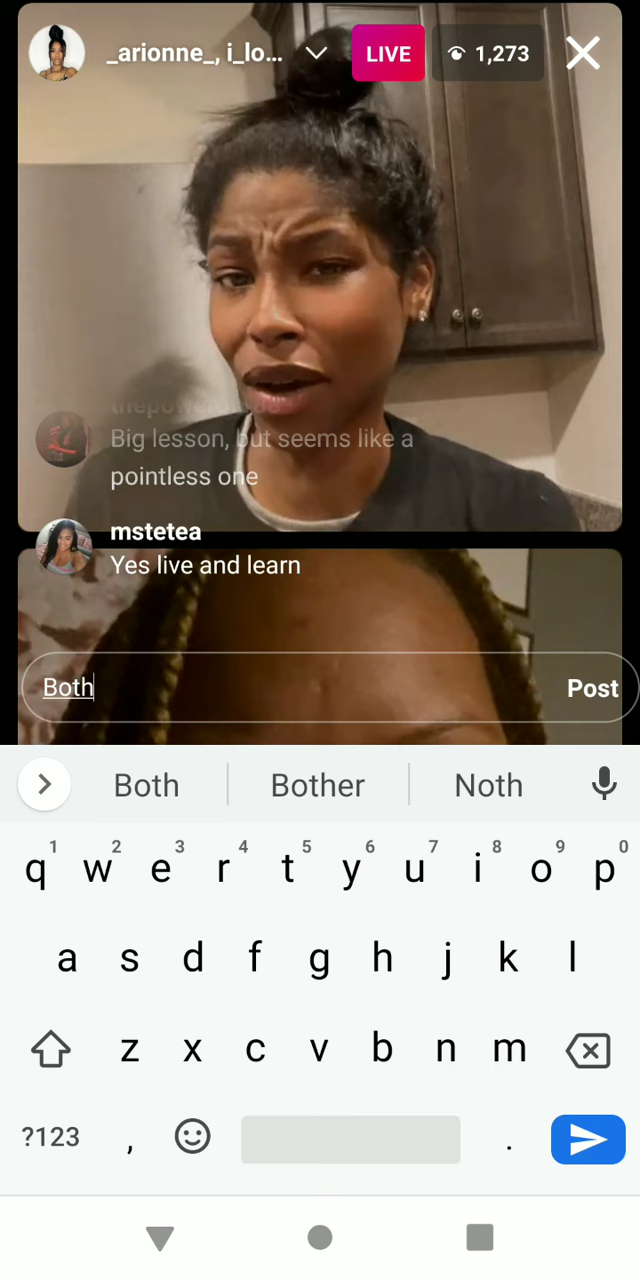 _arionne_, i_lo...
LIVE
1,273
Big lesson, but seems like a
pointless one
mstetea
Yes live and learn
Both
Post
Both
Bother
Noth
1 2 3 4 5 6 7 8 9 0
q w e r t y u i o p
a s d f g h j k l
z x c v b n m
?123 , .